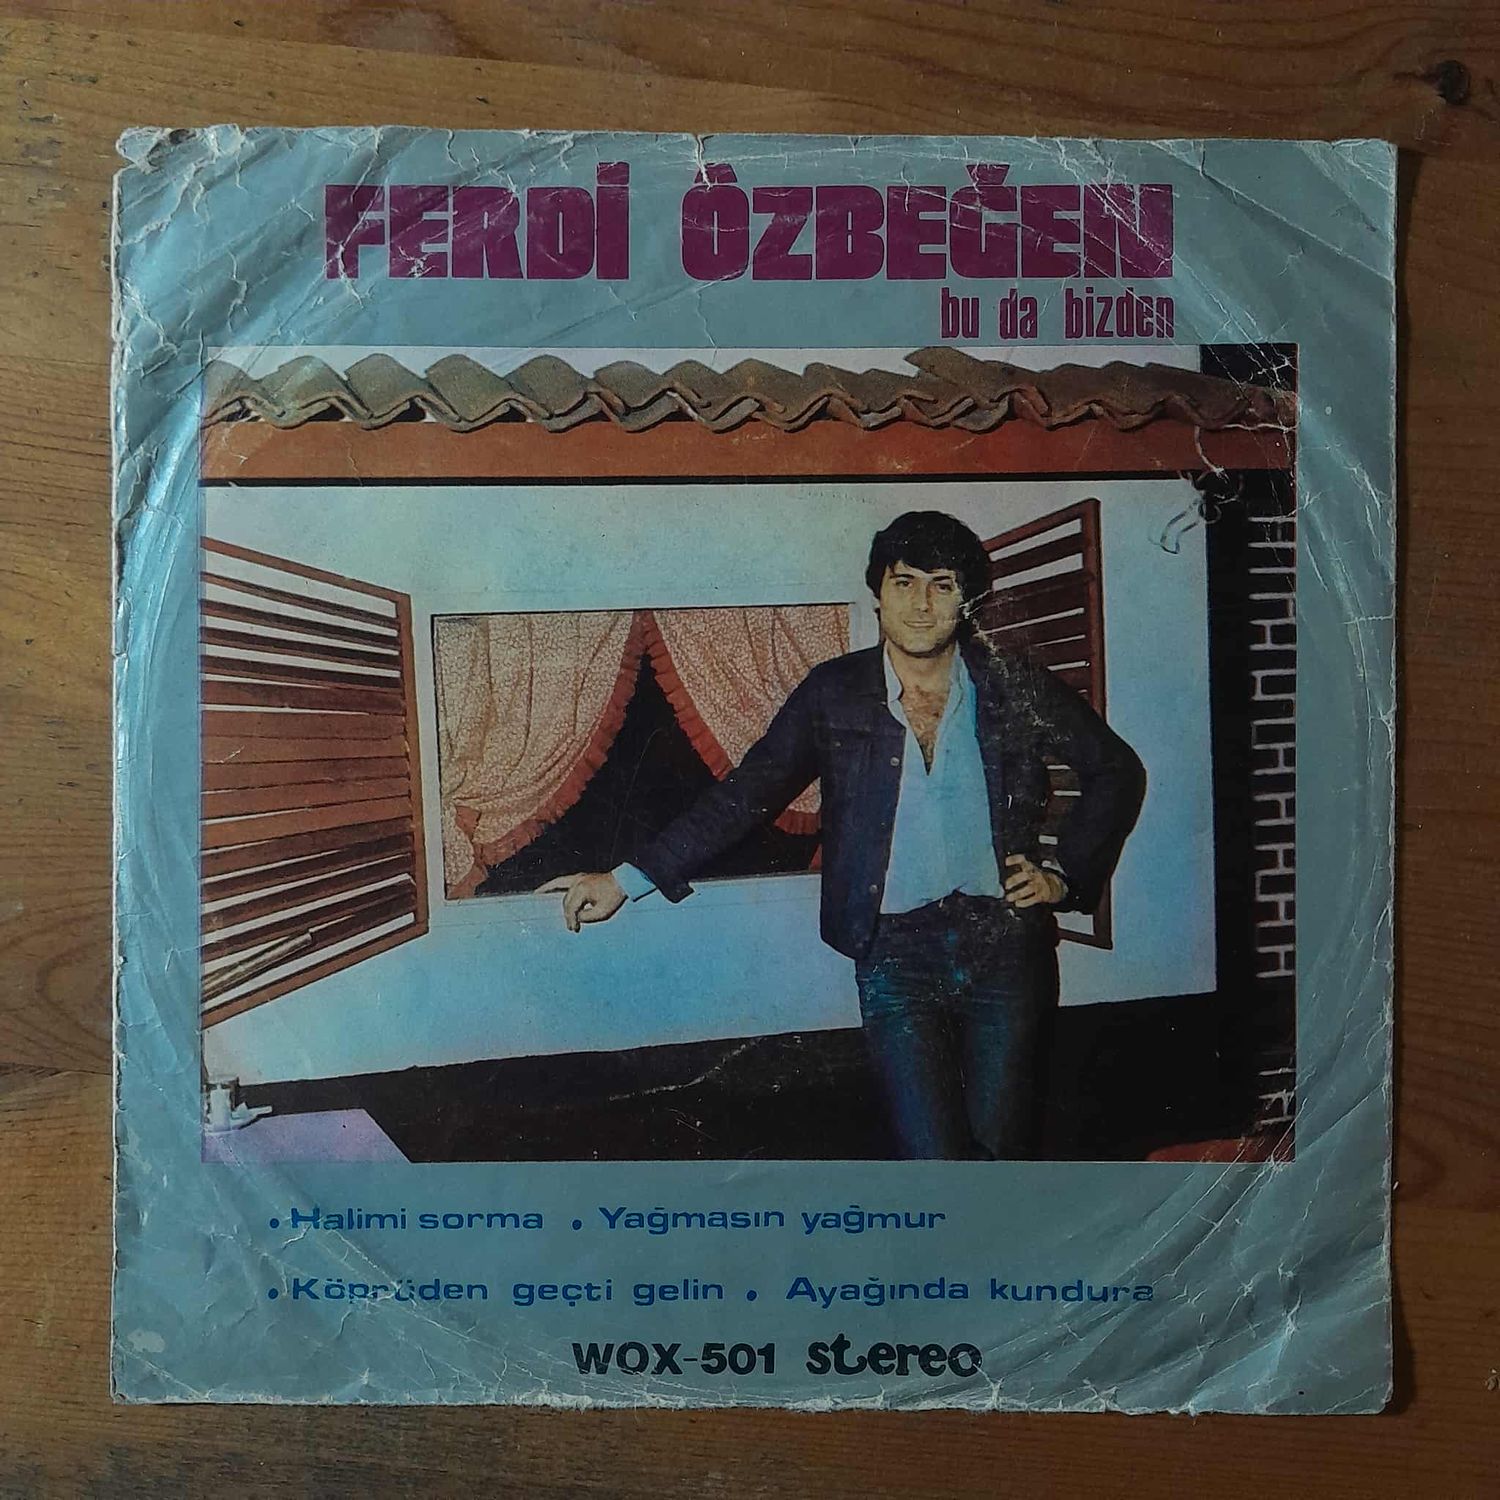 FERDİ ÖZBEĞEN
bu da bizden
• Halimi sorma • Yağmasın yağmur
• Köprüden geçti gelin • Ayağında kundura
WOX-501 stereo